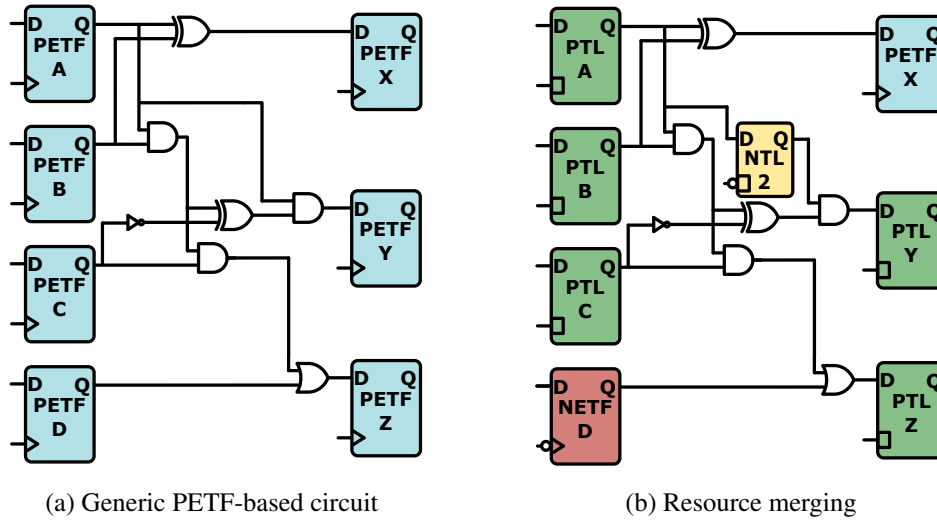 D Q
PETF
A
D Q
PETF
B
D Q
PETF
C
D Q
PETF
D
D Q
PETF
X
D Q
PETF
Y
D Q
PETF
Z
(a) Generic PETF-based circuit
D Q
PTL
A
D Q
PTL
B
D Q
PTL
C
D Q
NETF
D
D Q
NTL
2
D Q
PETF
X
D Q
PTL
Y
D Q
PTL
Z
(b) Resource merging